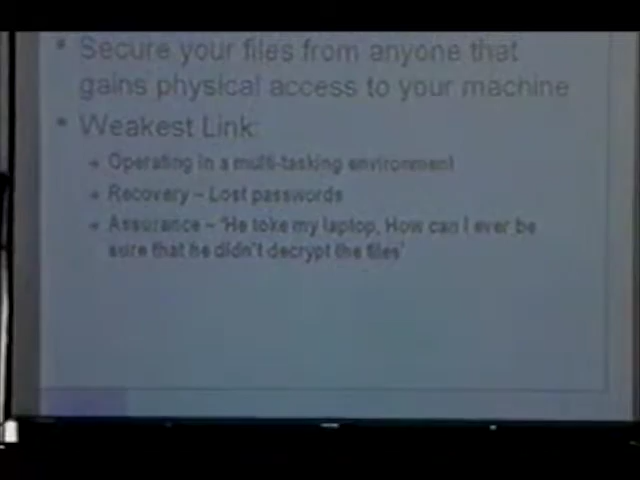 • Secure your files from anyone that
gains physical access to your machine
• Weakest Link:
Operating in a multi-tasking environment
Recovery – Lost passwords
Assurance – 'He toke my laptop, How can I ever be
sure that he didn't decrypt the files'